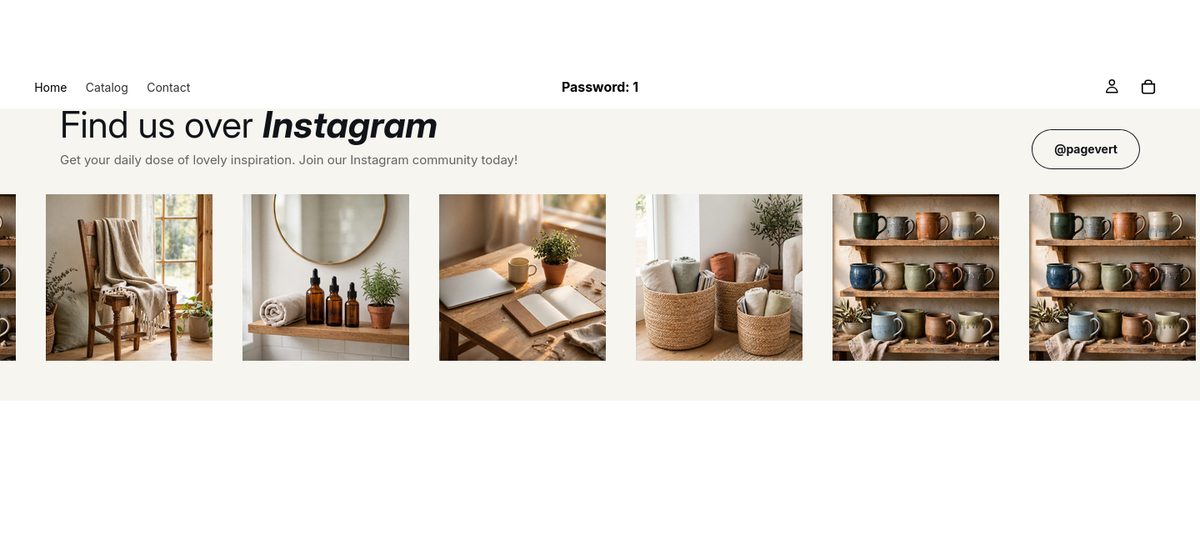 Home Catalog Contact Password: 1
Find us over Instagram
Get your daily dose of lovely inspiration. Join our Instagram community today!
@pagevert